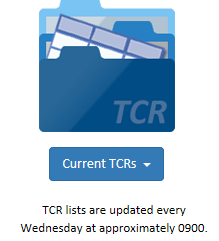 TCR
Current TCRs
TCR lists are updated every
Wednesday at approximately 0900.